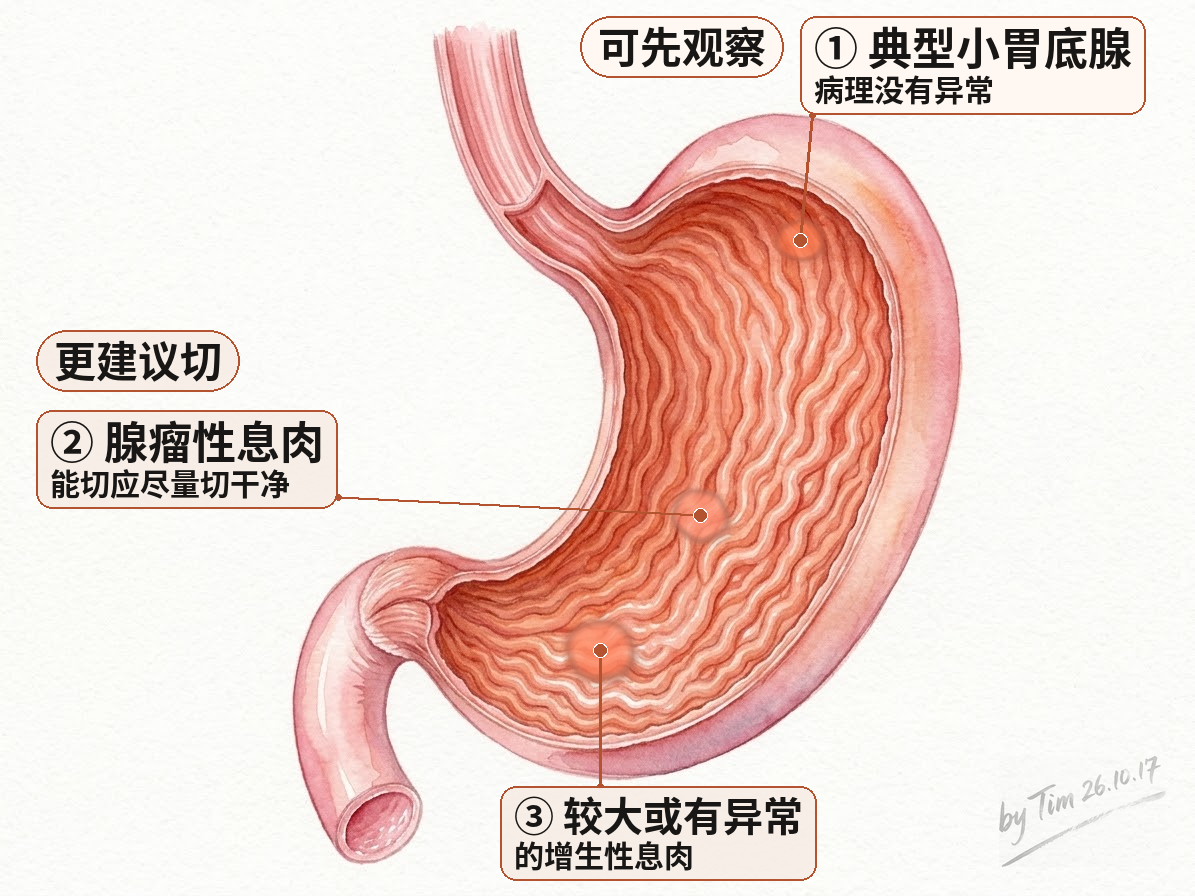 可先观察
① 典型小胃底腺
病理没有异常
更建议切
② 腺瘤性息肉
能切应尽量切干净
③ 较大或有异常
的增生性息肉
by Tim 26.10.17